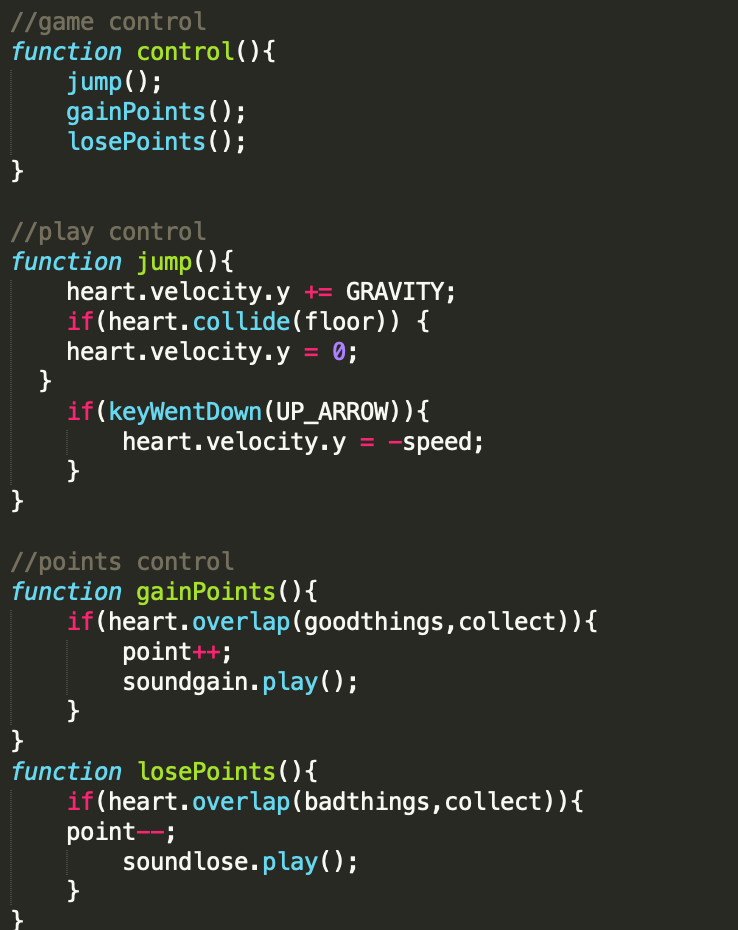 //game control
function control(){
    jump();
    gainPoints();
    losePoints();
}

//play control
function jump(){
    heart.velocity.y += GRAVITY;
    if(heart.collide(floor)) {
    heart.velocity.y = 0;
  }
    if(keyWentDown(UP_ARROW)){
        heart.velocity.y = -speed;
    }
}

//points control
function gainPoints(){
    if(heart.overlap(goodthings,collect)){
        point++;
        soundgain.play();
    }
}
function losePoints(){
    if(heart.overlap(badthings,collect)){
    point--;
        soundlose.play();
    }
}